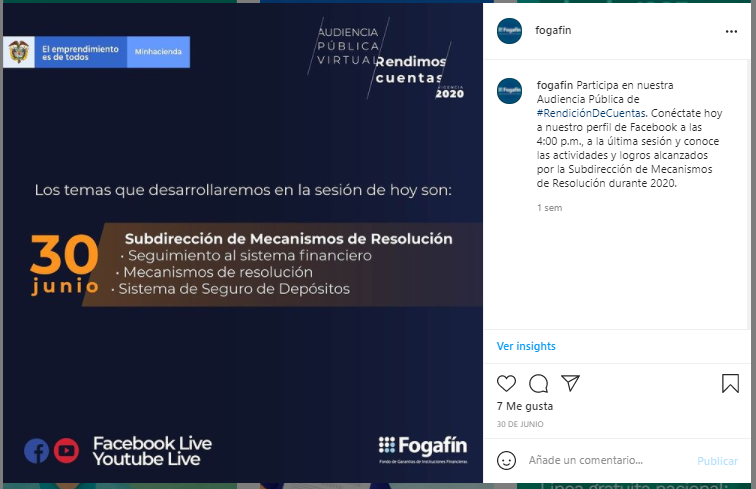 El emprendimiento
es de todos
Minhacienda
AUDIENCIA
PÚBLICA
VIRTUAL
Rendimos
cuentas
VIGENCIA
2020
Los temas que desarrollaremos en la sesión de hoy son:
30
junio
Subdirección de Mecanismos de Resolución
· Seguimiento al sistema financiero
· Mecanismos de resolución
· Sistema de Seguro de Depósitos
Facebook Live
Youtube Live
Fogafín
Fondo de Garantías de Instituciones Financieras
Fogafín
fogafin
Fogafín
fogafin Participa en nuestra
Audiencia Pública de
#RendiciónDeCuentas. Conéctate hoy
a nuestro perfil de Facebook a las
4:00 p.m., a la última sesión y conoce
las actividades y logros alcanzados
por la Subdirección de Mecanismos
de Resolución durante 2020.
1 sem
Ver insights
7 Me gusta
30 DE JUNIO
Añade un comentario...
Publicar